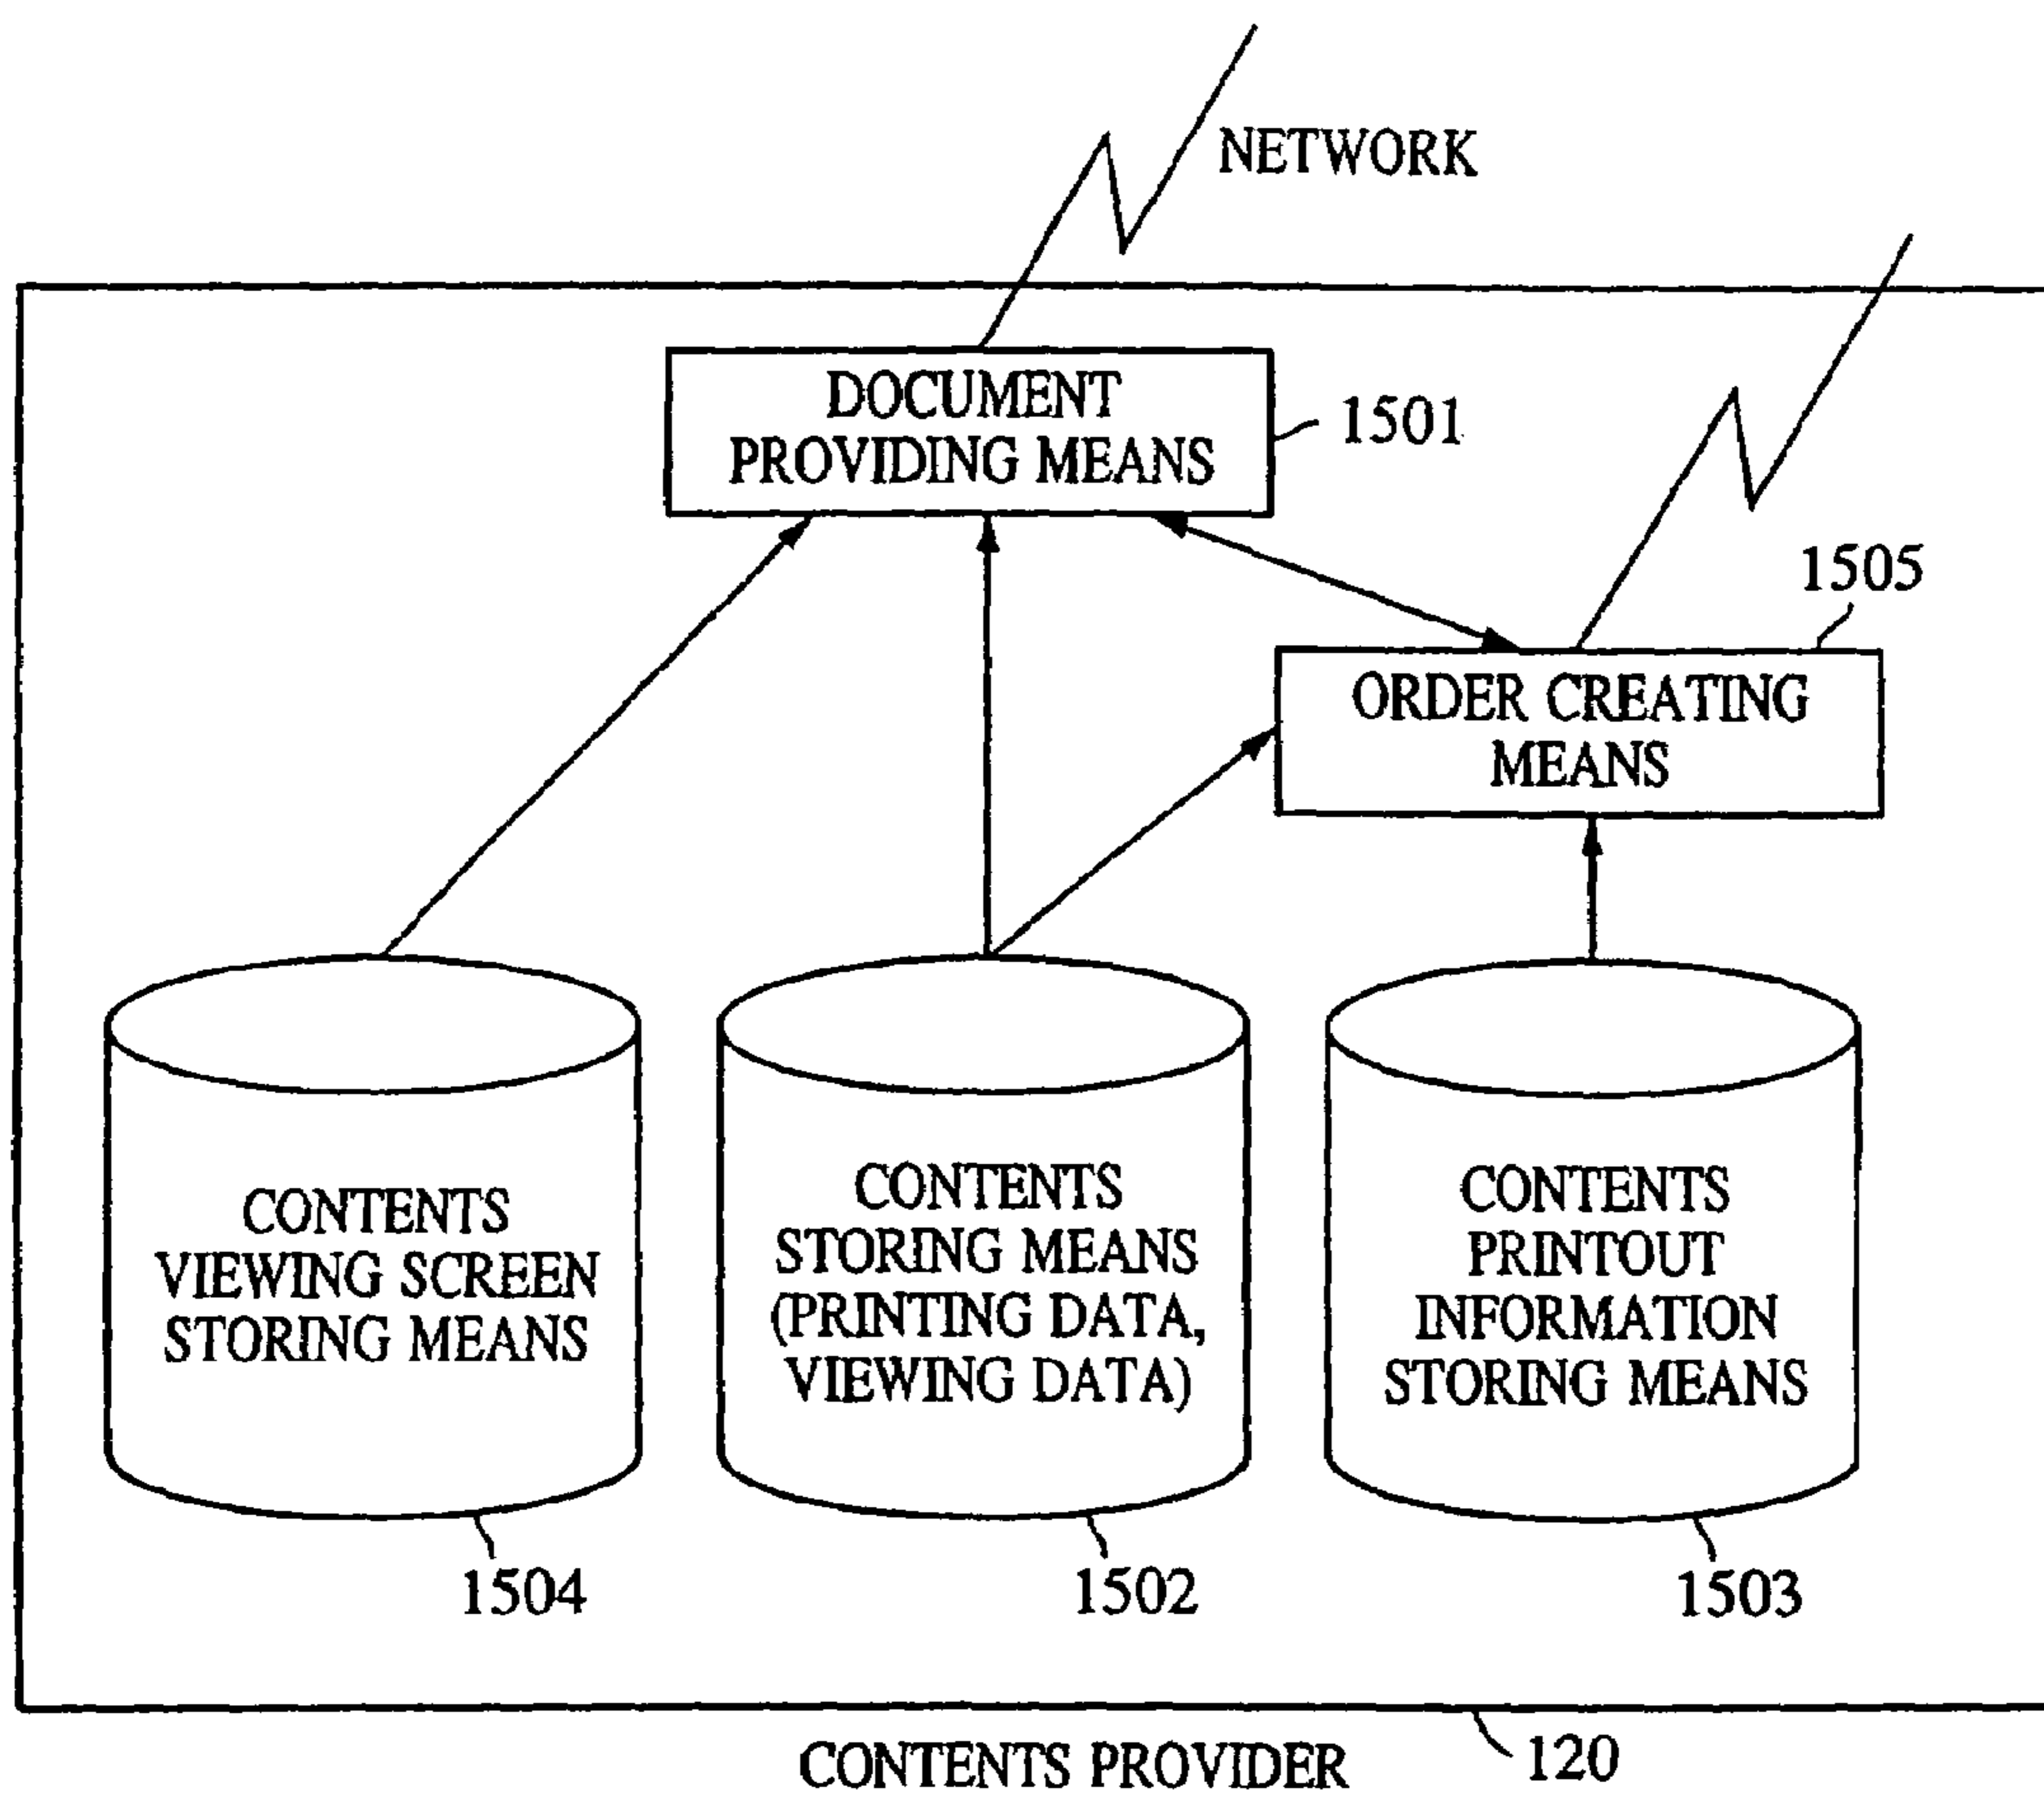 NETWORK
DOCUMENT
PROVIDING MEANS
1501
1505
ORDER CREATING
MEANS
CONTENTS
VIEWING SCREEN
STORING MEANS
CONTENTS
STORING MEANS
(PRINTING DATA,
VIEWING DATA)
CONTENTS
PRINTOUT
INFORMATION
STORING MEANS
1504
1502
1503
CONTENTS PROVIDER
120